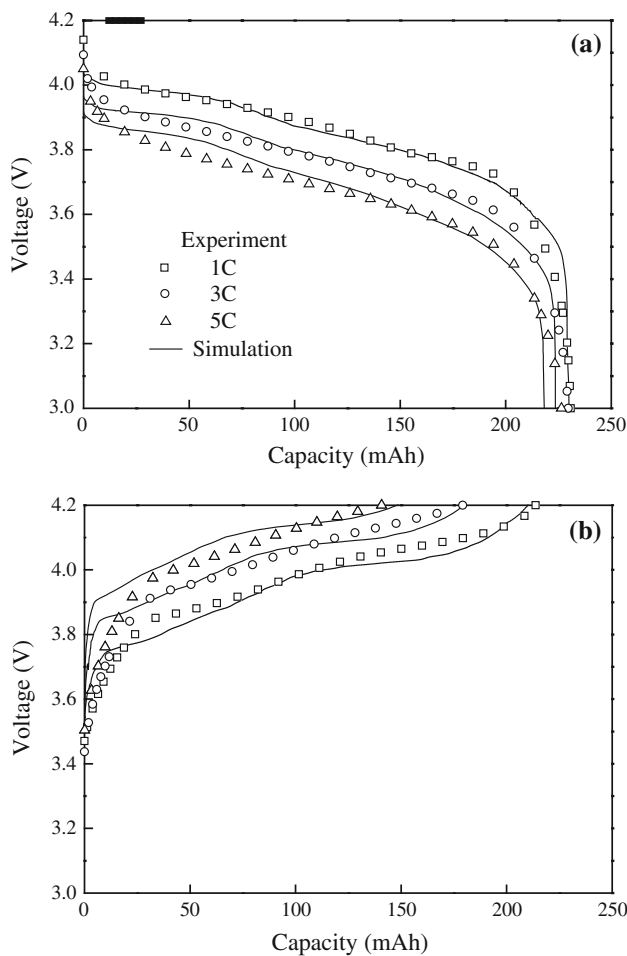 4.2
(a)
4.0
3.8
3.6
Voltage (V)
Experiment
1C
3C
5C
Simulation
3.4
3.2
3.0
0
50
100
150
200
250
Capacity (mAh)
4.2
(b)
4.0
3.8
3.6
Voltage (V)
3.4
3.2
3.0
0
50
100
150
200
250
Capacity (mAh)